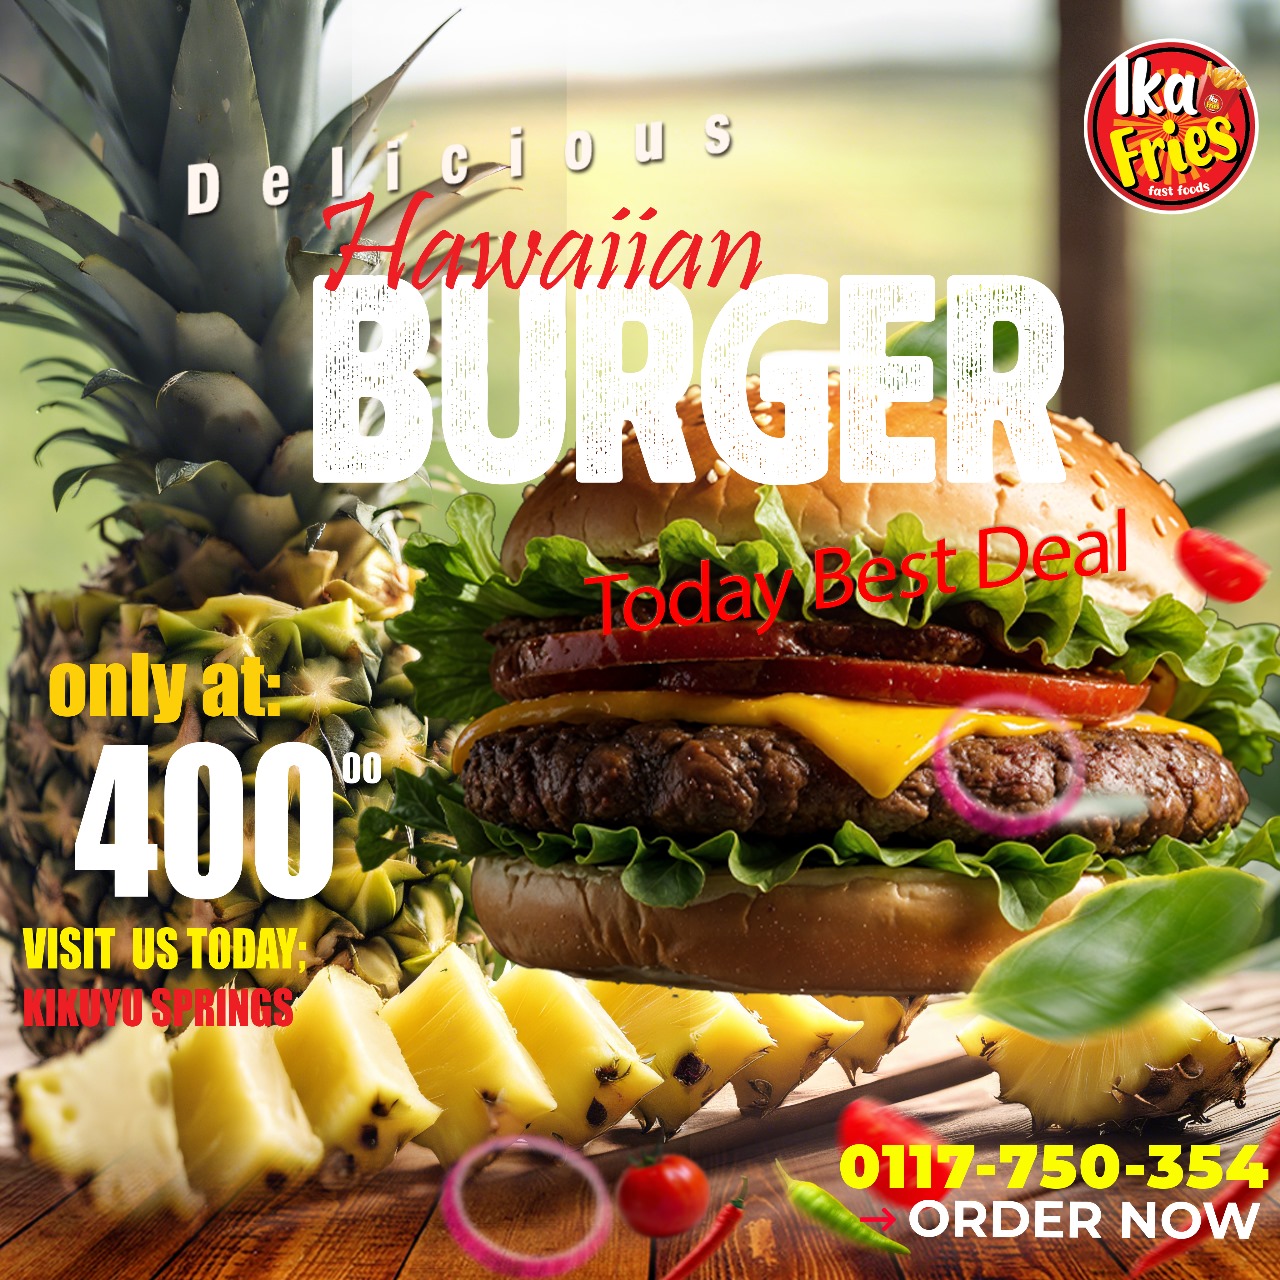 Ika
Fries
fast foods
Delicious
Hawaiian
BURGER
Today Best Deal
only at:
400 00
VISIT US TODAY;
KIKUYU SPRINGS
0117-750-354
→ ORDER NOW